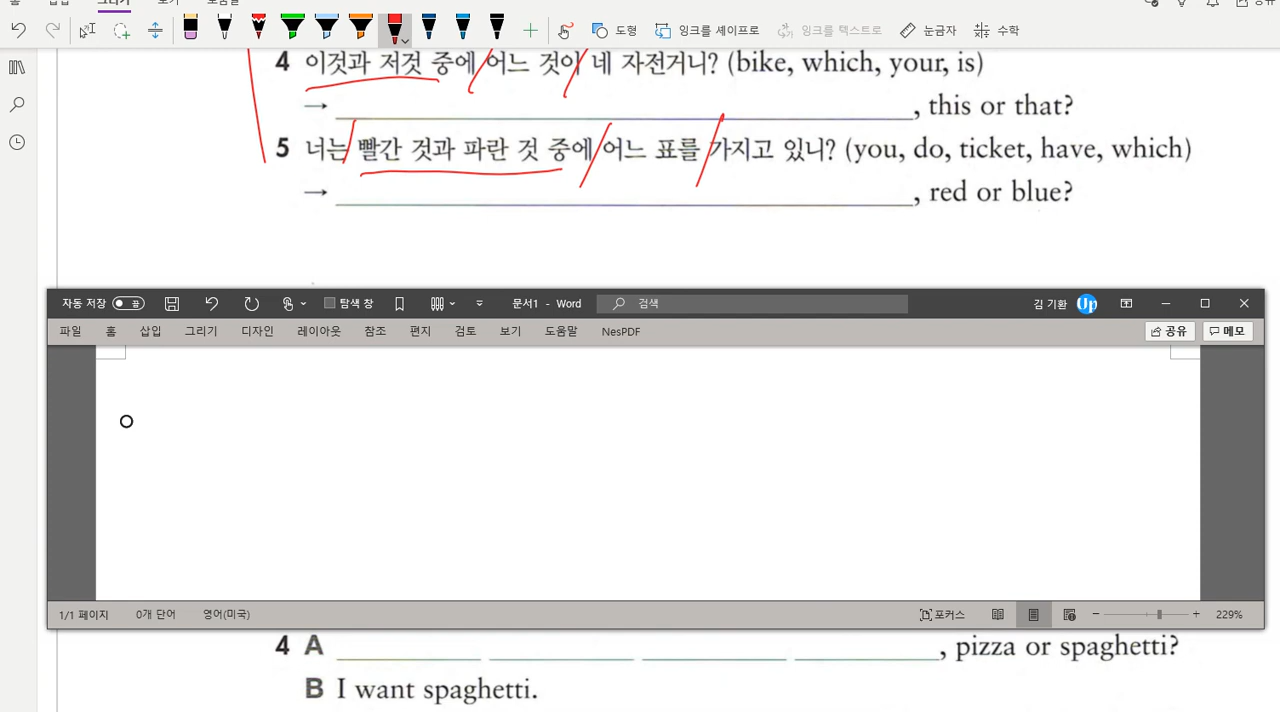 그리기
4 이것과 저것 중에 어느 것이 네 자전거니? (bike, which, your, is)
→ , this or that?
5 너는 빨간 것과 파란 것 중에 어느 표를 가지고 있니? (you, do, ticket, have, which)
→ , red or blue?
도형 잉크를 셰이프로 잉크를 텍스트로 눈금자 수학
자동 저장 끔 탐색 창 문서1 - Word 검색 김 기환 Up
파일 홈 삽입 그리기 디자인 레이아웃 참조 편지 검토 보기 도움말 NesPDF 공유 메모
1/1 페이지 0개 단어 영어(미국) 포커스 229%
4 A , pizza or spaghetti?
B I want spaghetti.